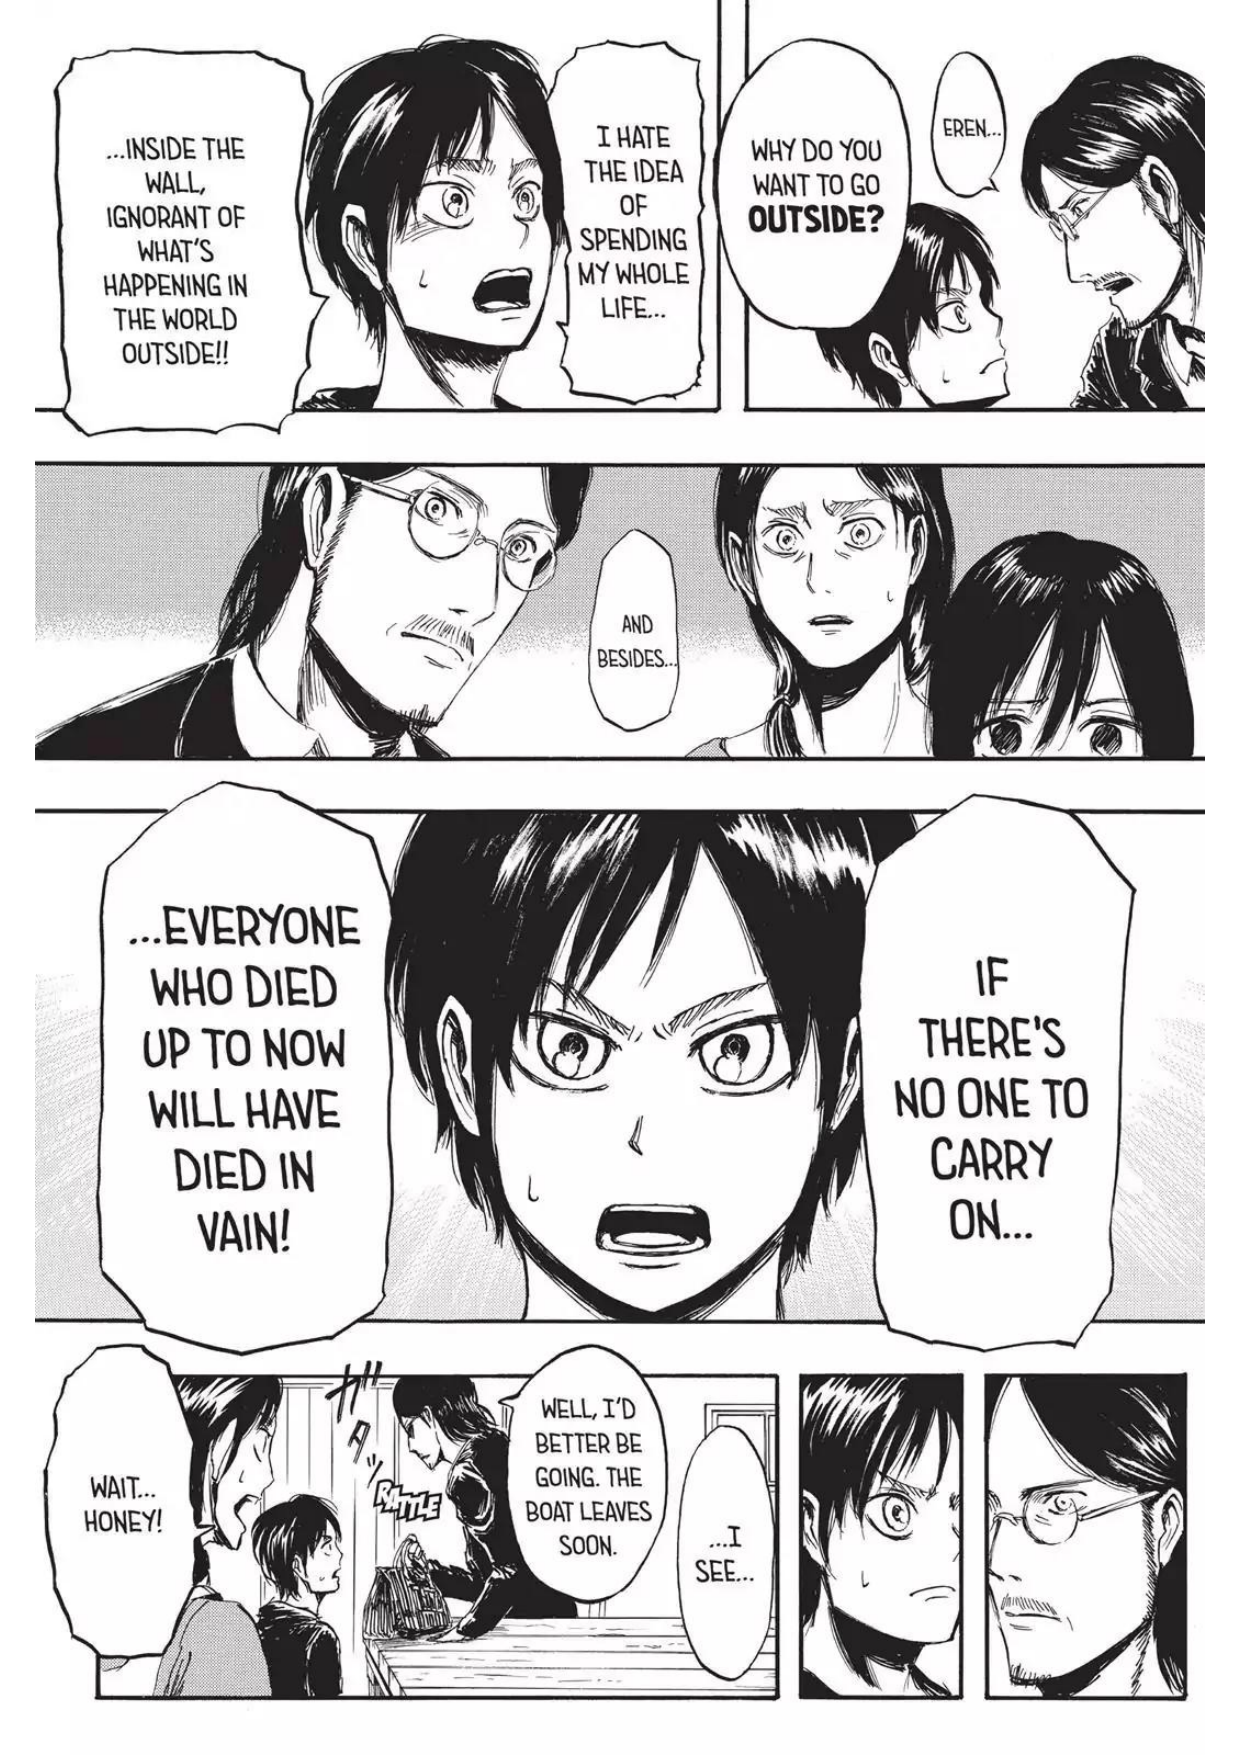 EREN...
WHY DO YOU
WANT TO GO
OUTSIDE?
I HATE
THE IDEA
OF
SPENDING
MY WHOLE
LIFE...
...INSIDE THE
WALL,
IGNORANT OF
WHAT'S
HAPPENING IN
THE WORLD
OUTSIDE!!
AND
BESIDES...
IF
THERE'S
NO ONE TO
CARRY
ON...
...EVERYONE
WHO DIED
UP TO NOW
WILL HAVE
DIED IN
VAIN!
...I
SEE...
WELL, I'D
BETTER BE
GOING. THE
BOAT LEAVES
SOON.
ガタッ
RATTLE
WAIT...
HONEY!